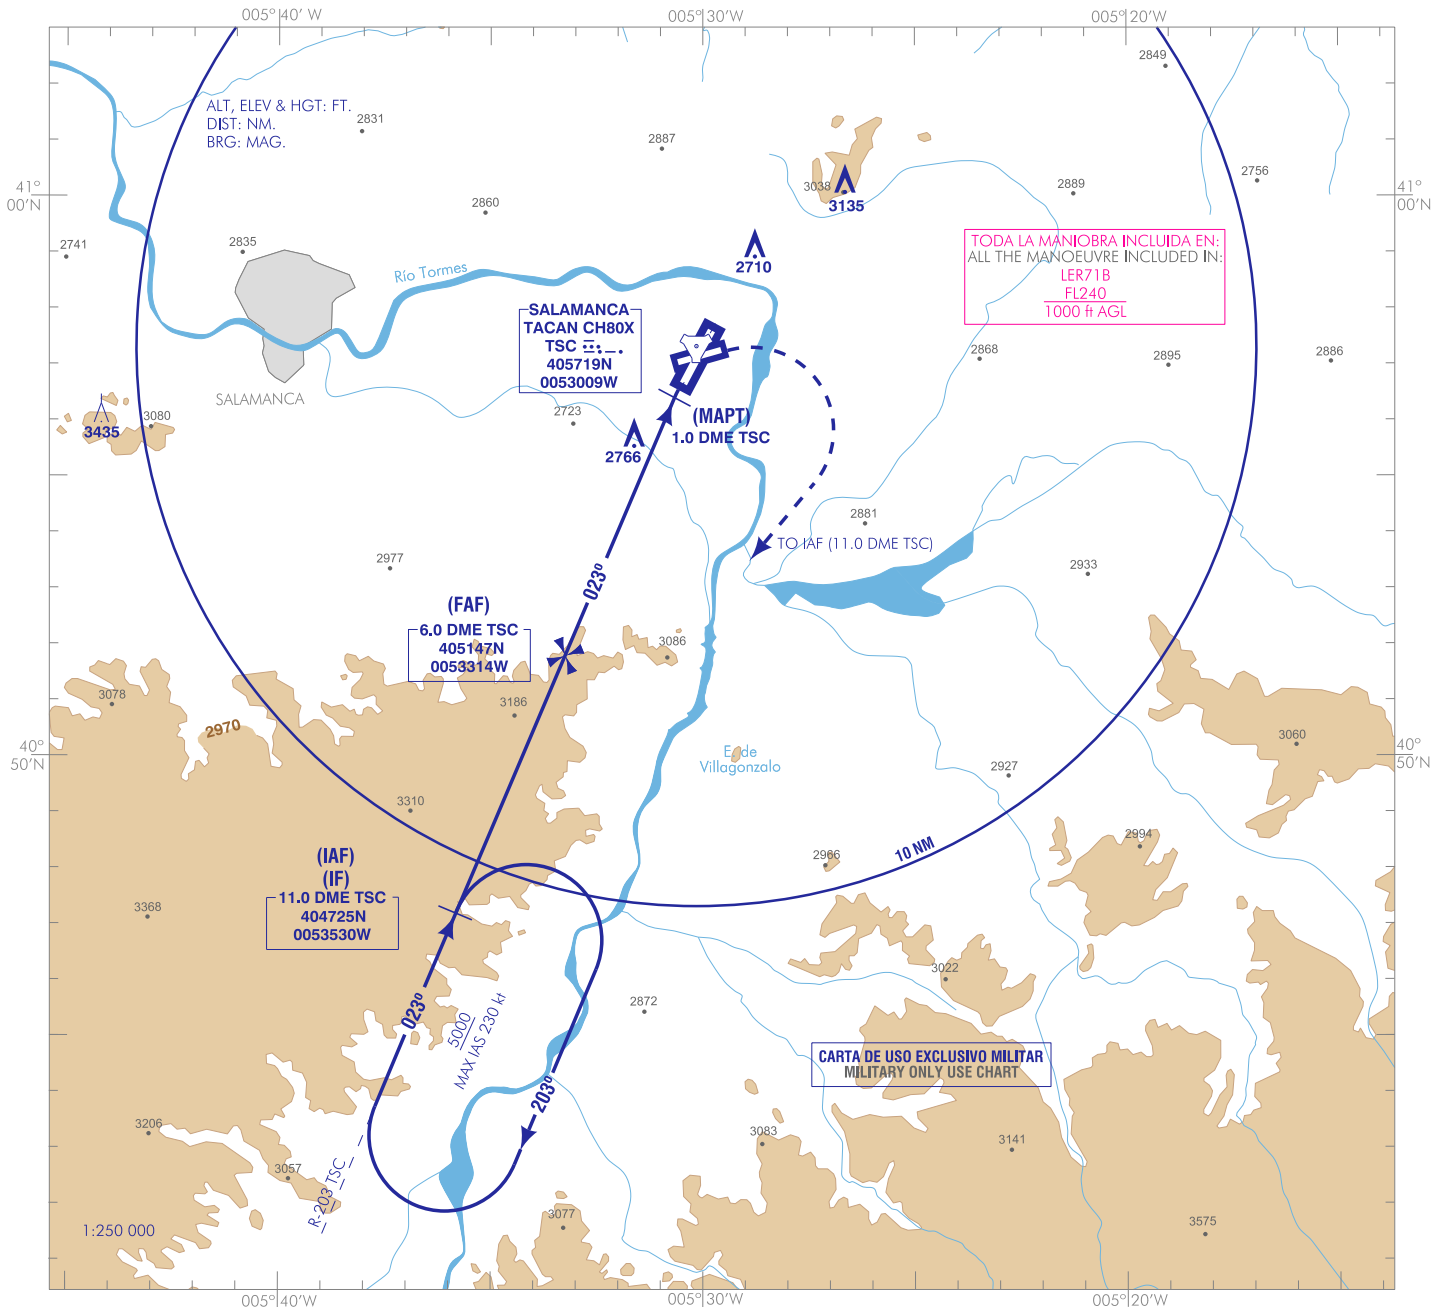 005° 40' W
005°30'W
005°20'W
2849
ALT, ELEV & HGT: FT.
DIST: NM.
BRG: MAG.
2831
2887
41°
00'N
3038
3135
2889
2756
41°
00'N
2860
2741
2835
2710
TODA LA MANIOBRA INCLUIDA EN:
ALL THE MANOEUVRE INCLUDED IN:
LER71B
FL240
1000 ft AGL
Río Tormes
SALAMANCA
TACAN CH80X
TSC
405719N
0053009W
2868
2895
2886
SALAMANCA
3435
3080
2723
2766
(MAPT)
1.0 DME TSC
2881
TO IAF (11.0 DME TSC)
2977
023°
2933
(FAF)
6.0 DME TSC
405147N
0053314W
3086
3078
2970
3186
3060
40°
50'N
E. de
Villagonzalo
40°
50'N
2927
3310
2994
10 NM
2966
(IAF)
(IF)
11.0 DME TSC
404725N
0053530W
3368
3022
023°
5000
MAX IAS 230 kt
2872
CARTA DE USO EXCLUSIVO MILITAR
MILITARY ONLY USE CHART
203°
3206
3083
3141
3057
R-203 TSC
3077
3575
1:250 000
005°40'W
005°30'W
005°20'W